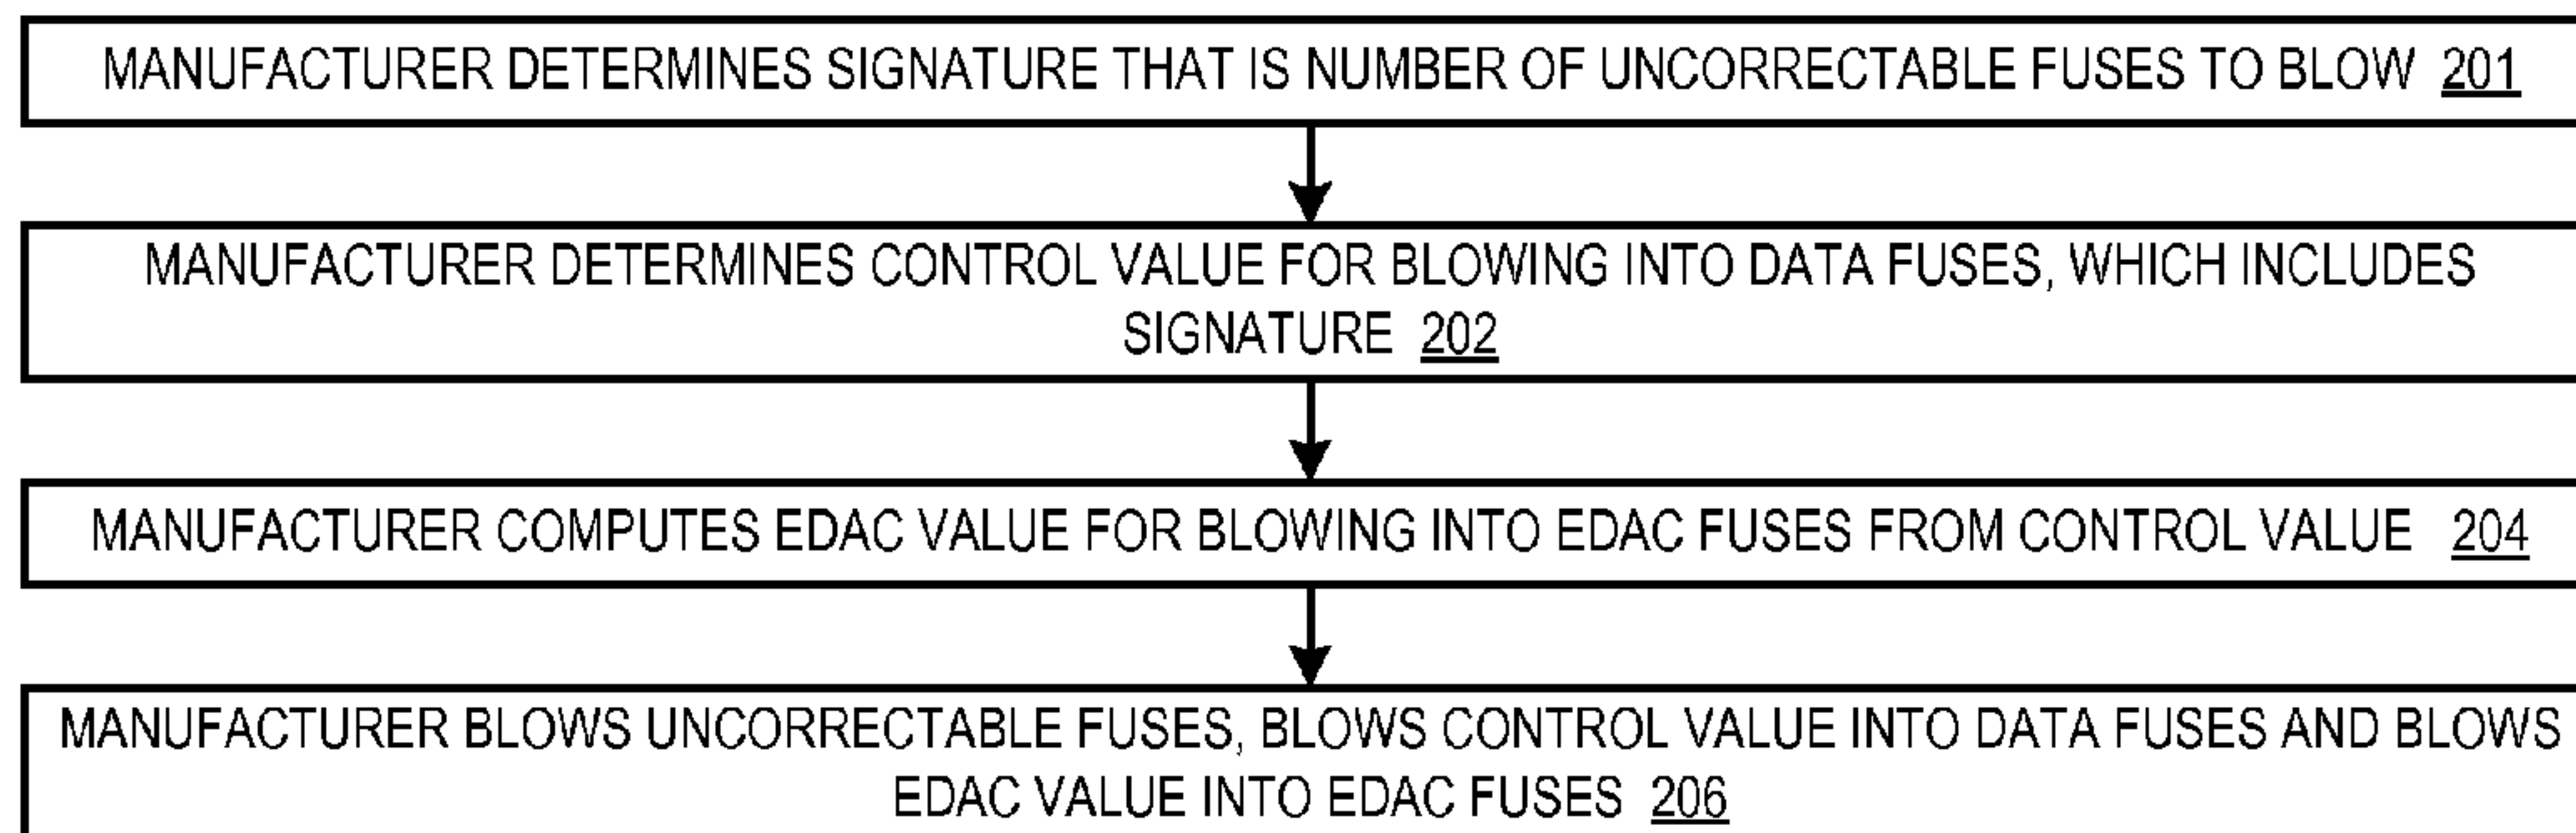 MANUFACTURER DETERMINES SIGNATURE THAT IS NUMBER OF UNCORRECTABLE FUSES TO BLOW 201
MANUFACTURER DETERMINES CONTROL VALUE FOR BLOWING INTO DATA FUSES, WHICH INCLUDES
SIGNATURE 202
MANUFACTURER COMPUTES EDAC VALUE FOR BLOWING INTO EDAC FUSES FROM CONTROL VALUE 204
MANUFACTURER BLOWS UNCORRECTABLE FUSES, BLOWS CONTROL VALUE INTO DATA FUSES AND BLOWS
EDAC VALUE INTO EDAC FUSES 206